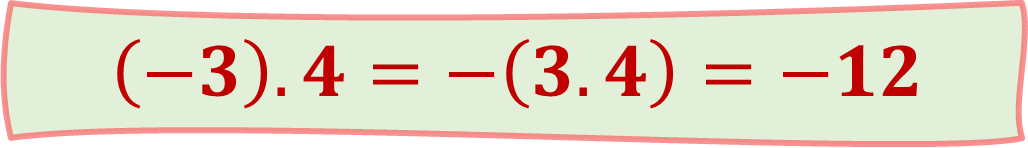 (−3). 4 = −(3. 4) = −12